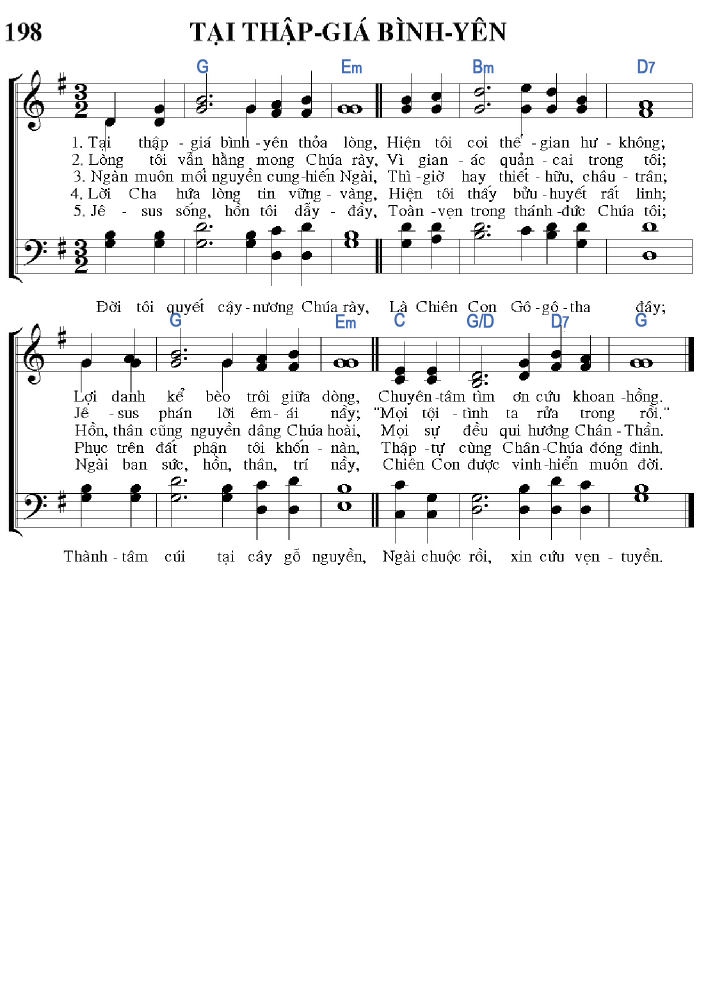 198 TẠI THẬP-GIÁ BÌNH-YÊN
G Em Bm D7
3 2
1. Tại thập-giá bình-yên thỏa lòng, Hiện tôi coi thế-gian hư-không;
2. Lòng tôi vẫn hằng mong Chúa rày, Vì gian-ác quản-cai trong tôi;
3. Ngàn muôn mối nguyền cung-hiến Ngài, Thì-giờ hay thiết-hữu, châu-trân;
4. Lời Cha hứa lòng tin vững-vàng, Hiện tôi thấy bửu-huyết rất linh;
5. Jê-sus sống, hồn tôi dẫy-đầy, Toàn-vẹn trong thánh-đức Chúa tôi;
3 2
Đời tôi quyết cậy-nương Chúa rày, Là Chiên Con Gô-gô-tha đáy;
G Em C G/D D7 G
Lợi danh kể bèo trôi giữa dòng, Chuyên-tâm tìm ơn cứu khoan-hồng.
Jê-sus phán lời êm-ái nầy; "Mọi tội-tình ta rửa trong rồi."
Hồn, thân cũng nguyền dâng Chúa hoài, Mọi sự đều qui hướng Chân-Thần.
Phục trên đất phận tôi khốn-nàn, Thập-tự cùng Chân-Chúa đóng đinh.
Ngài ban sức, hồn, thân, trí nầy, Chiên Con được vinh-hiển muôn đời.
Thành-tâm cúi tại cây gỗ nguyền, Ngài chuộc rồi, xin cứu vẹn-tuyền.